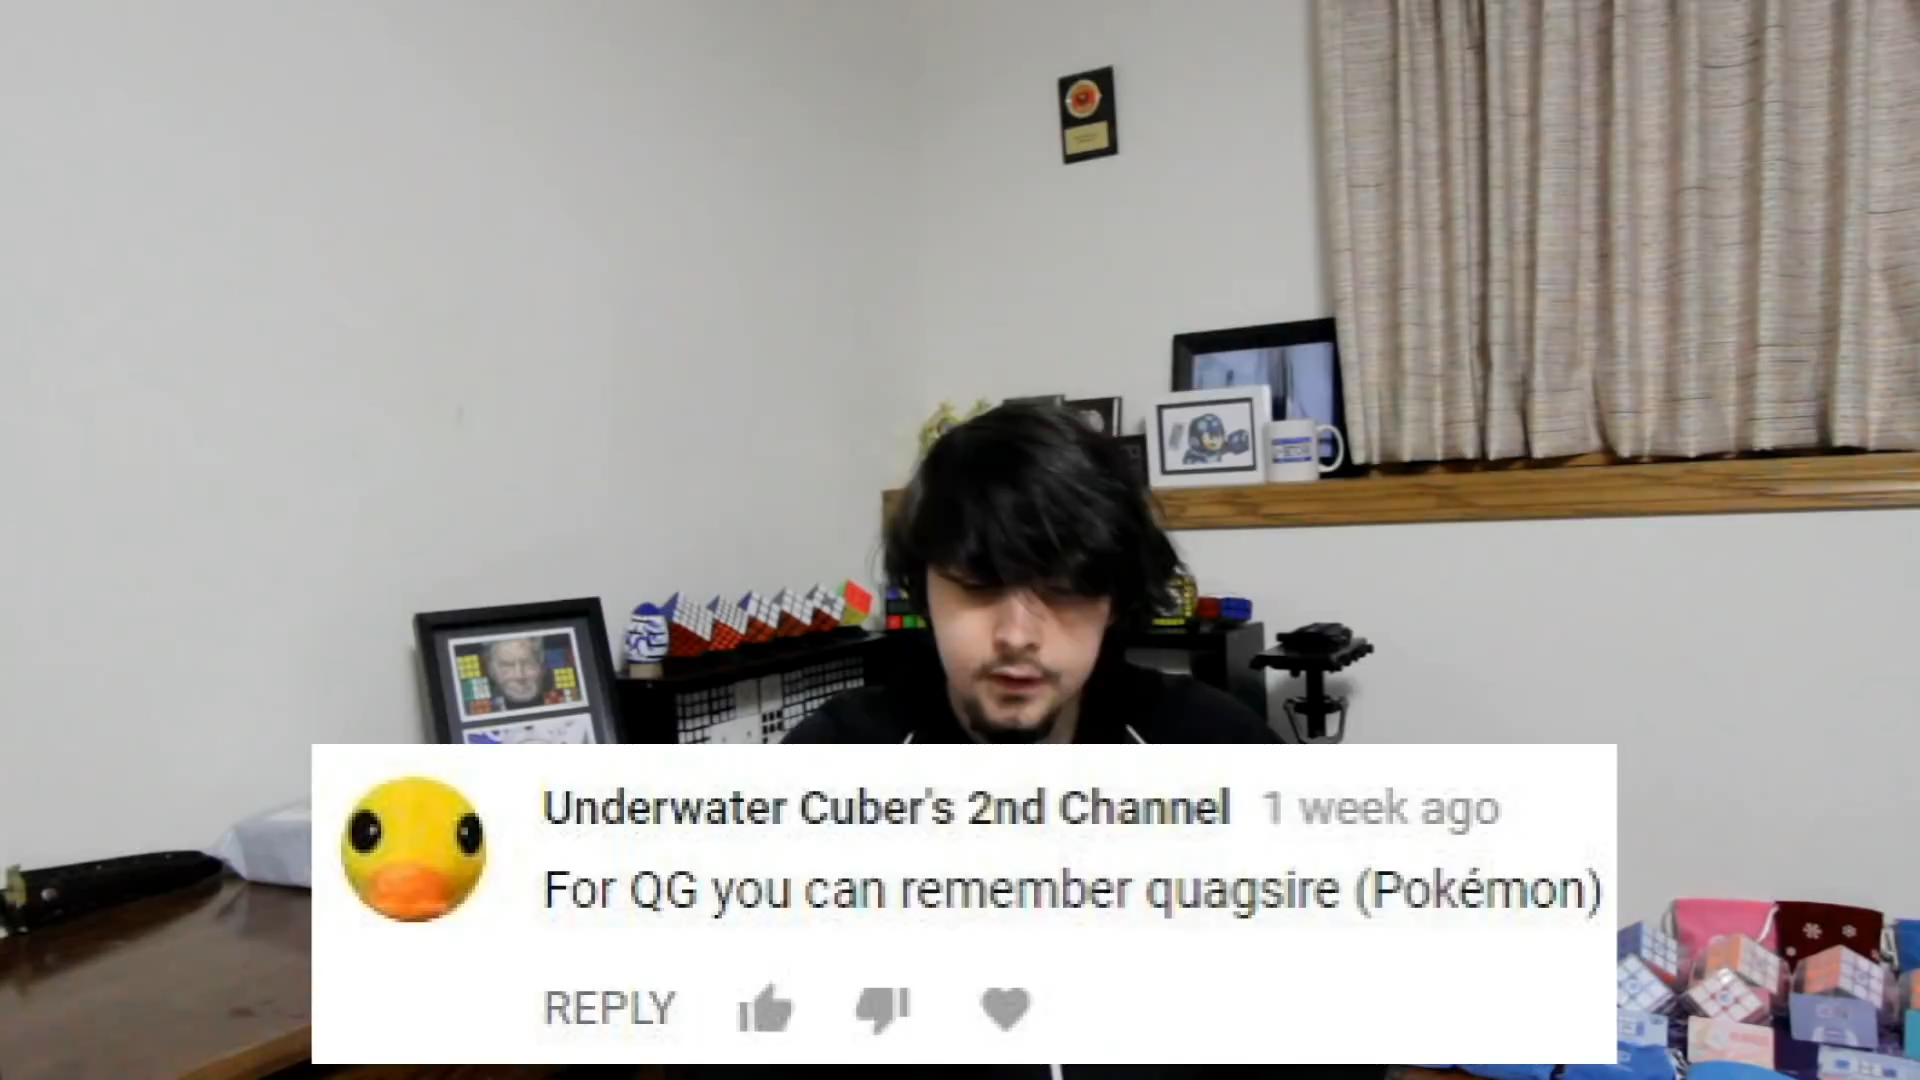 Underwater Cuber's 2nd Channel 1 week ago
For QG you can remember quagsire (Pokémon)
REPLY